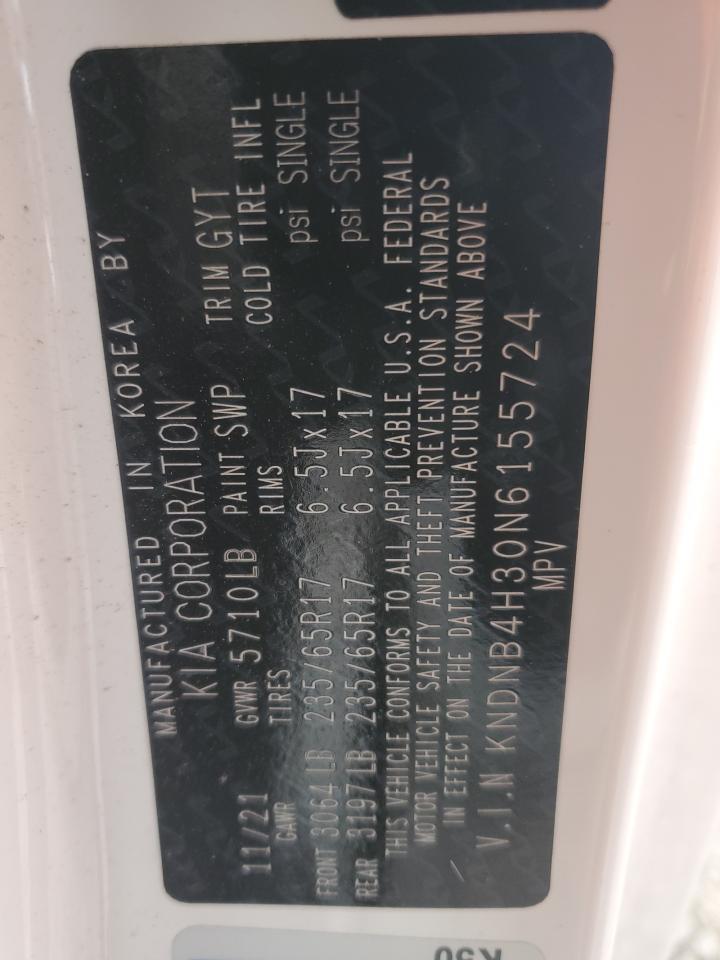 MANUFACTURED IN KOREA BY
KIA CORPORATION
11/21 GVWR 5710LB PAINT SWP TRIM GYT
GAWR TIRES RIMS COLD TIRE INFL
FRONT 3064LB 235/65R17 6.5Jx17 psi SINGLE
REAR 3197LB 235/65R17 6.5Jx17 psi SINGLE
THIS VEHICLE CONFORMS TO ALL APPLICABLE U.S.A. FEDERAL
MOTOR VEHICLE SAFETY AND THEFT PREVENTION STANDARDS
IN EFFECT ON THE DATE OF MANUFACTURE SHOWN ABOVE
V.I.N KNDNB4H30N6155724
MPV
K50